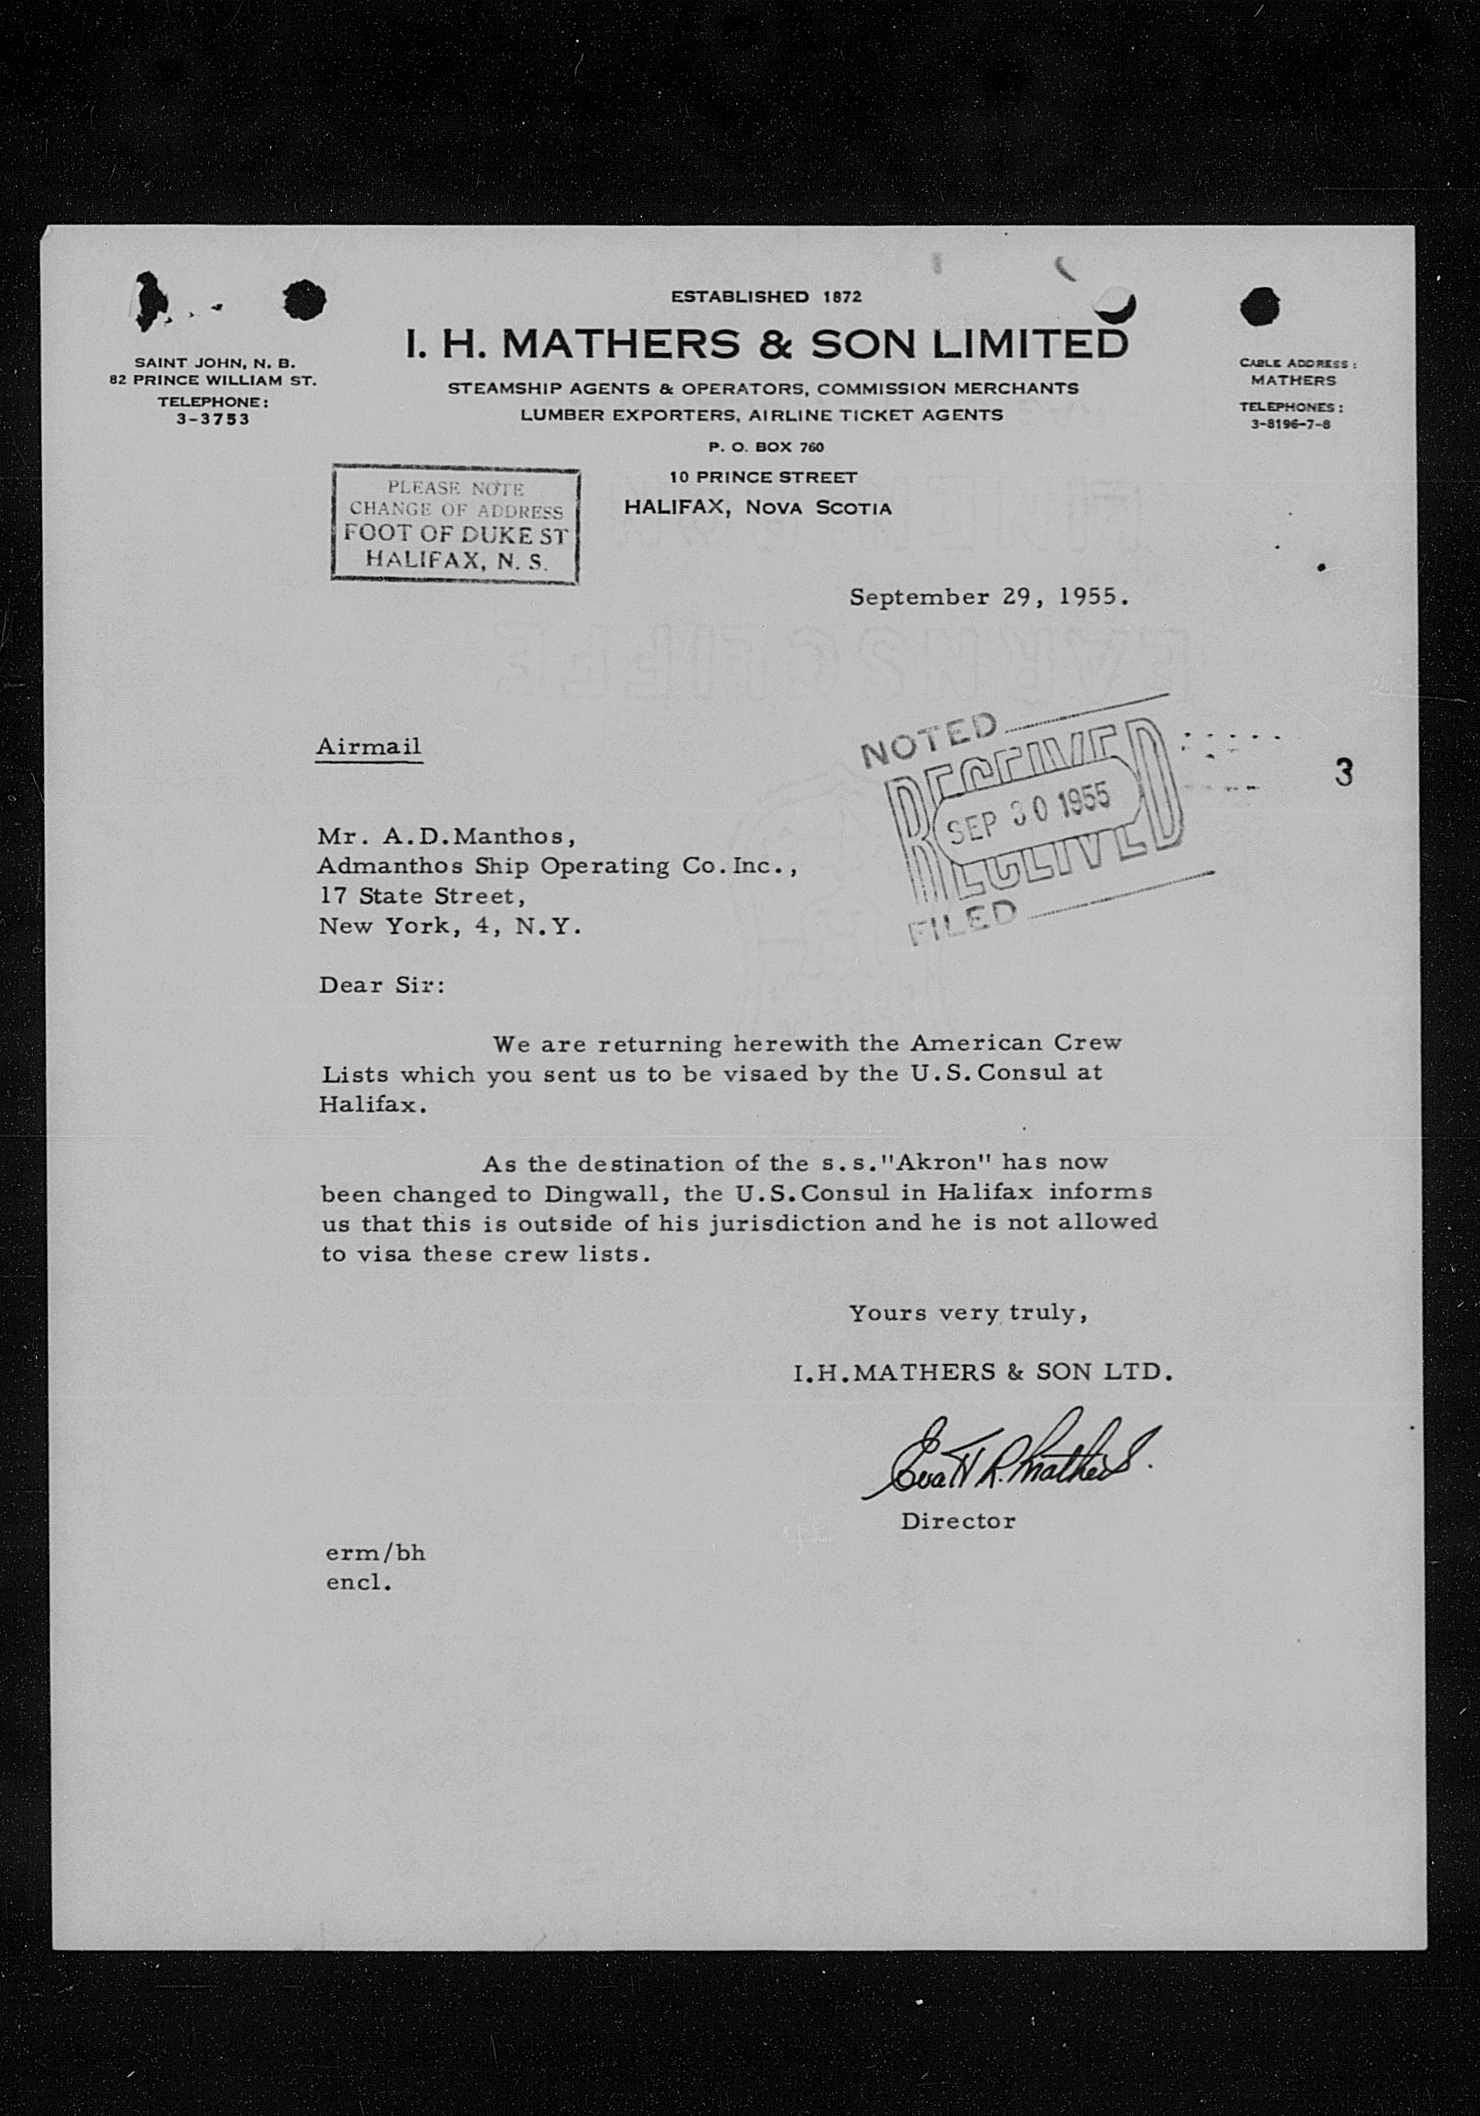 ESTABLISHED 1872
I. H. MATHERS & SON LIMITED
STEAMSHIP AGENTS & OPERATORS, COMMISSION MERCHANTS
LUMBER EXPORTERS, AIRLINE TICKET AGENTS
P. O. BOX 760
10 PRINCE STREET
HALIFAX, NOVA SCOTIA
SAINT JOHN, N. B.
82 PRINCE WILLIAM ST.
TELEPHONE:
3-3753
CABLE ADDRESS:
MATHERS
TELEPHONES:
3-8196-7-8
PLEASE NOTE
CHANGE OF ADDRESS
FOOT OF DUKE ST
HALIFAX, N. S.
September 29, 1955.
Airmail
NOTED
RECEIVED
SEP 30 1955
RECEIVED
FILED
3
Mr. A.D.Manthos,
Admanthos Ship Operating Co.Inc.,
17 State Street,
New York, 4, N.Y.
Dear Sir:
We are returning herewith the American Crew
Lists which you sent us to be visaed by the U.S.Consul at
Halifax.
As the destination of the s.s."Akron" has now
been changed to Dingwall, the U.S.Consul in Halifax informs
us that this is outside of his jurisdiction and he is not allowed
to visa these crew lists.
Yours very truly,
I.H.MATHERS & SON LTD.
Evatt R. Mathers.
Director
erm/bh
encl.